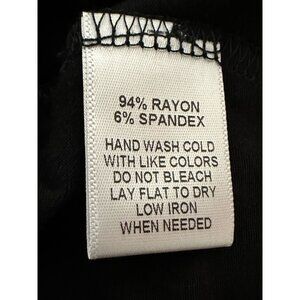 94% RAYON
6% SPANDEX
HAND WASH COLD
WITH LIKE COLORS
DO NOT BLEACH
LAY FLAT TO DRY
LOW IRON
WHEN NEEDED